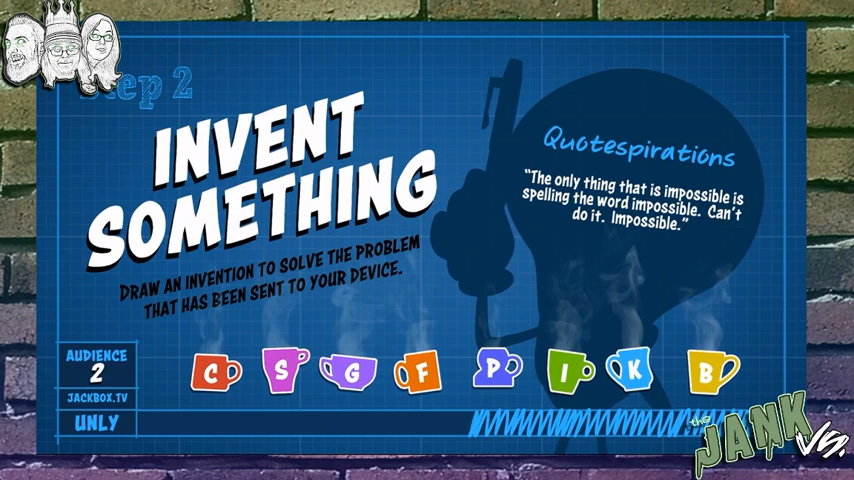 Step 2
INVENT
SOMETHING
DRAW AN INVENTION TO SOLVE THE PROBLEM
THAT HAS BEEN SENT TO YOUR DEVICE.
Quotespirations
"The only thing that is impossible is
spelling the word impossible. Can't
do it. Impossible."
C S G F P I K B
AUDIENCE
2
JACKBOX.TV
UNLY
the
JANK
VS.